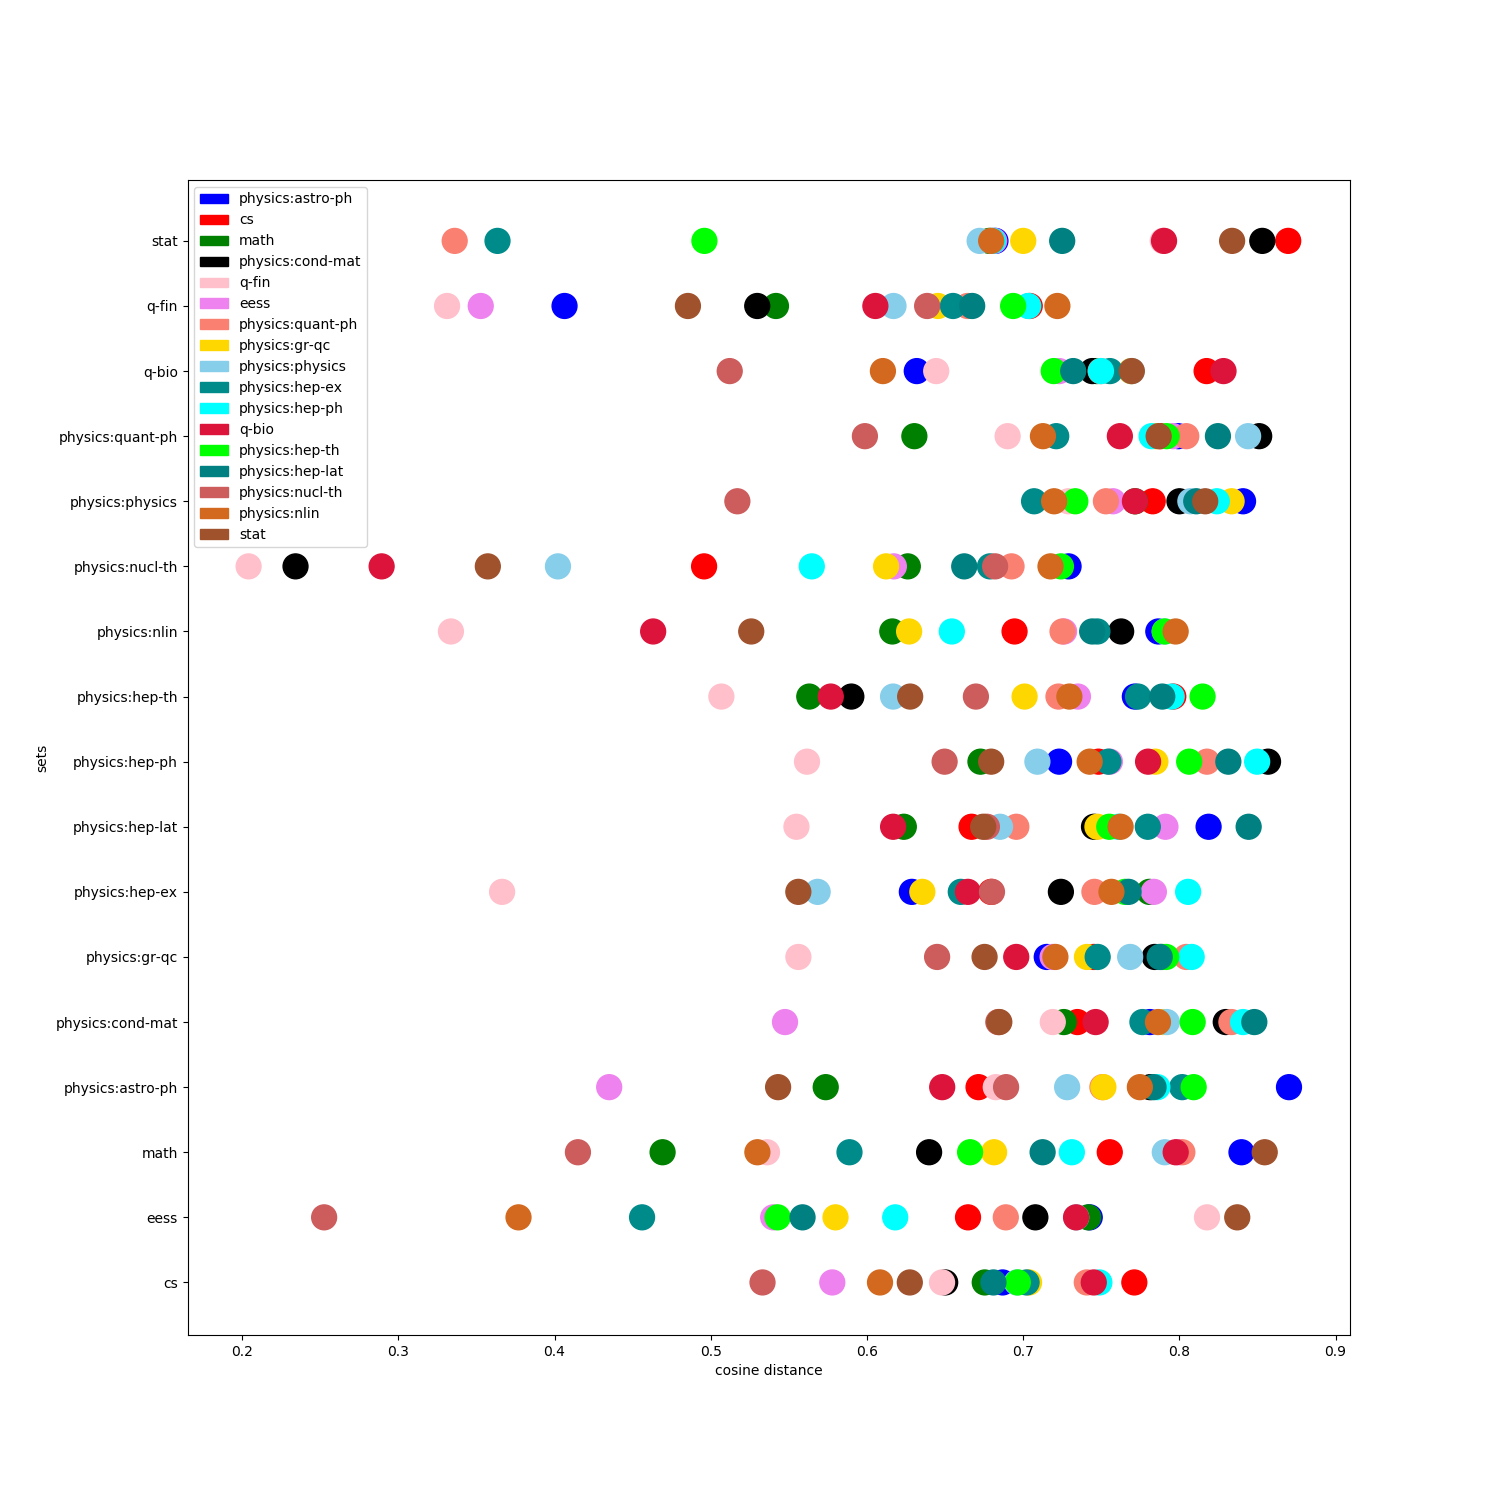 physics:astro-ph
cs
math
physics:cond-mat
q-fin
eess
physics:quant-ph
physics:gr-qc
physics:physics
physics:hep-ex
physics:hep-ph
q-bio
physics:hep-th
physics:hep-lat
physics:nucl-th
physics:nlin
stat
stat
q-fin
q-bio
physics:quant-ph
physics:physics
physics:nucl-th
physics:nlin
physics:hep-th
physics:hep-ph
physics:hep-lat
physics:hep-ex
physics:gr-qc
physics:cond-mat
physics:astro-ph
math
eess
cs
sets
0.2 0.3 0.4 0.5 0.6 0.7 0.8 0.9
cosine distance